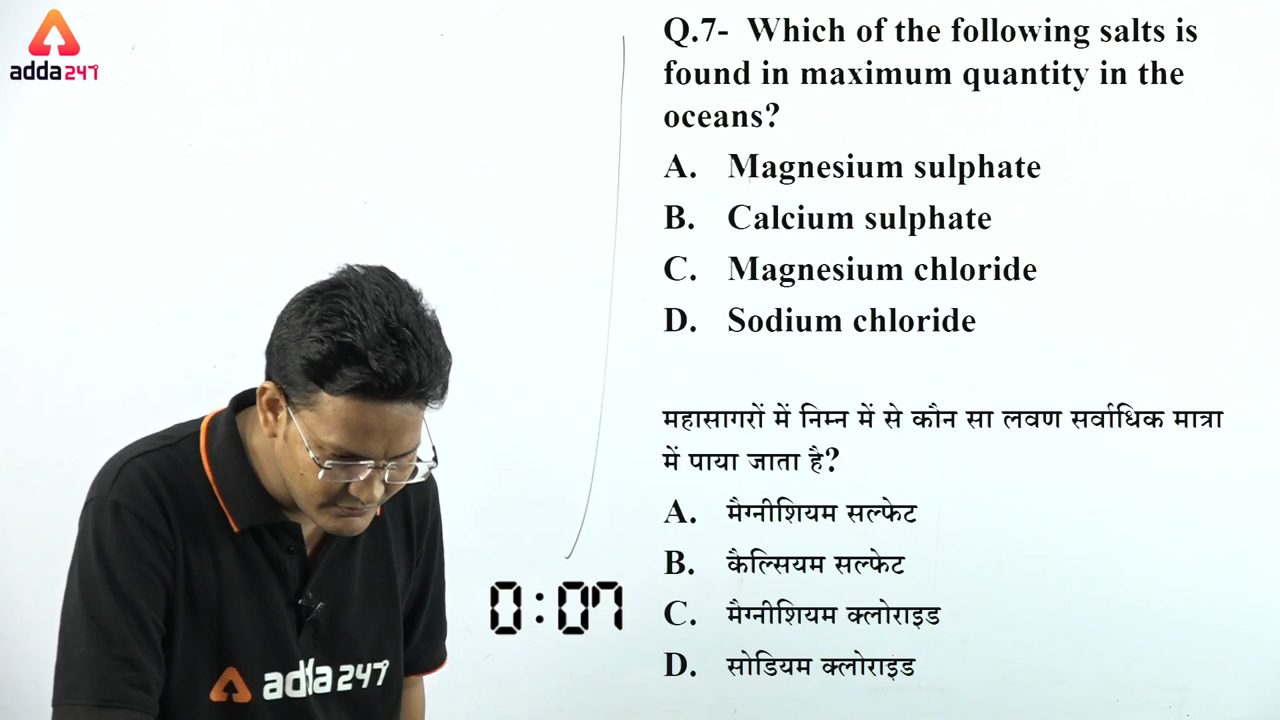 adda247
Q.7- Which of the following salts is
found in maximum quantity in the
oceans?
A. Magnesium sulphate
B. Calcium sulphate
C. Magnesium chloride
D. Sodium chloride
महासागरों में निम्न में से कौन सा लवण सर्वाधिक मात्रा
में पाया जाता है?
A. मैग्नीशियम सल्फेट
B. कैल्सियम सल्फेट
C. मैग्नीशियम क्लोराइड
D. सोडियम क्लोराइड
0:07
adda247